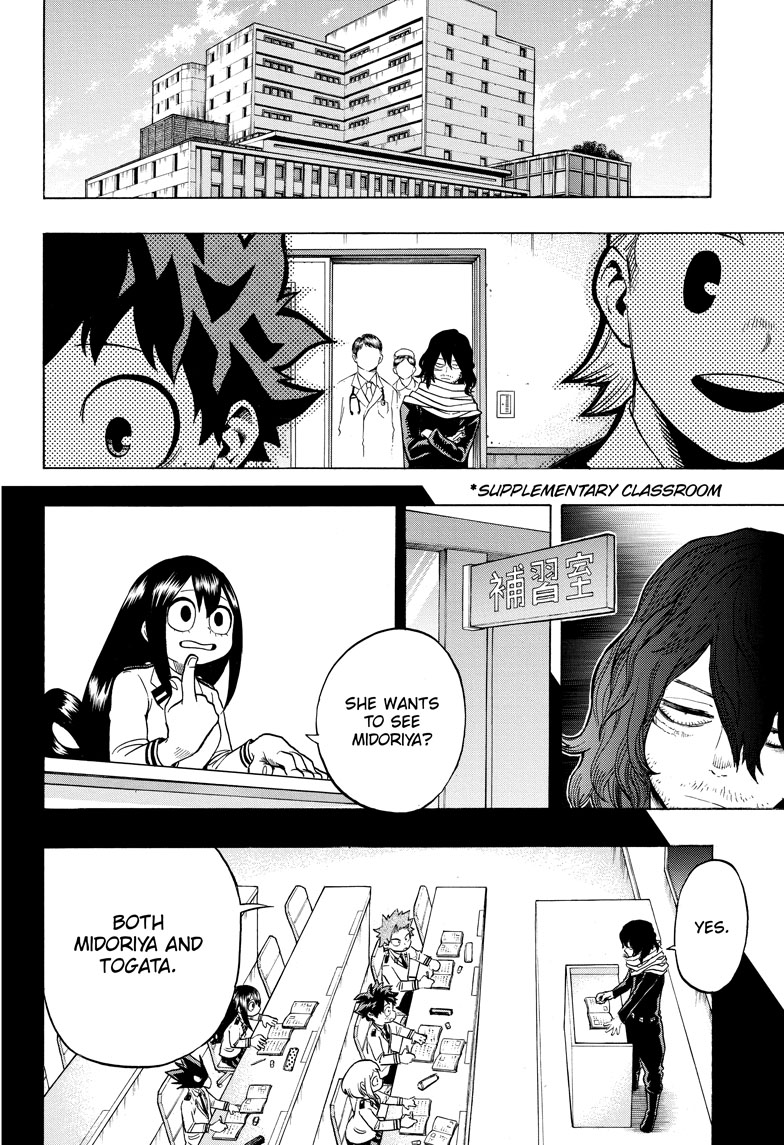 *SUPPLEMENTARY CLASSROOM
補習室
SHE WANTS
TO SEE
MIDORIYA?
YES.
BOTH
MIDORIYA AND
TOGATA.